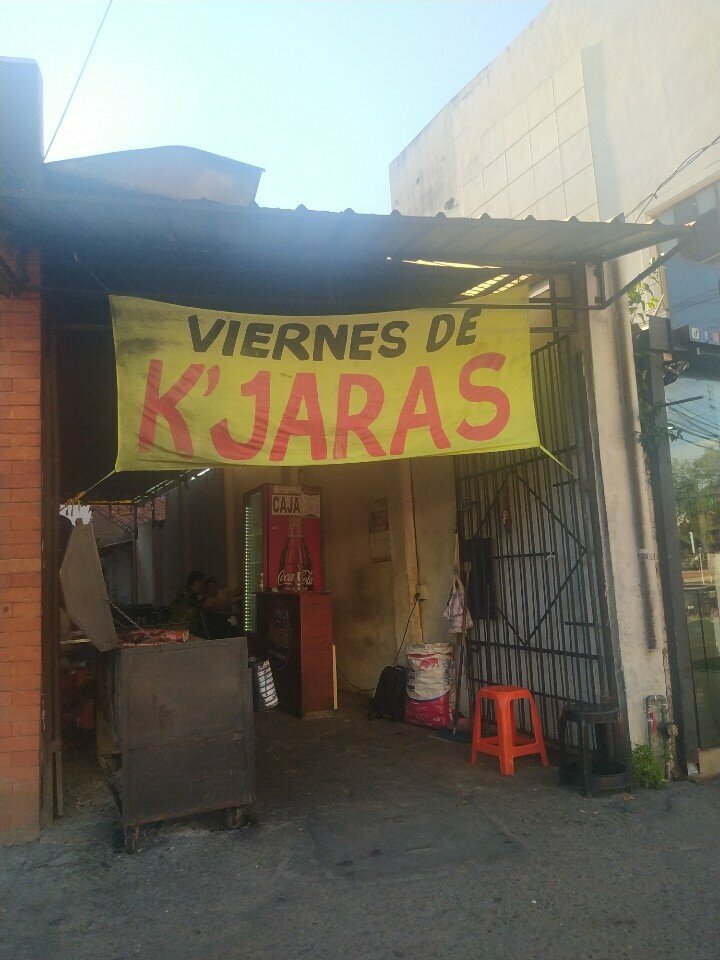 VIERNES DE
K'JARAS
CAJA
Coca-Cola